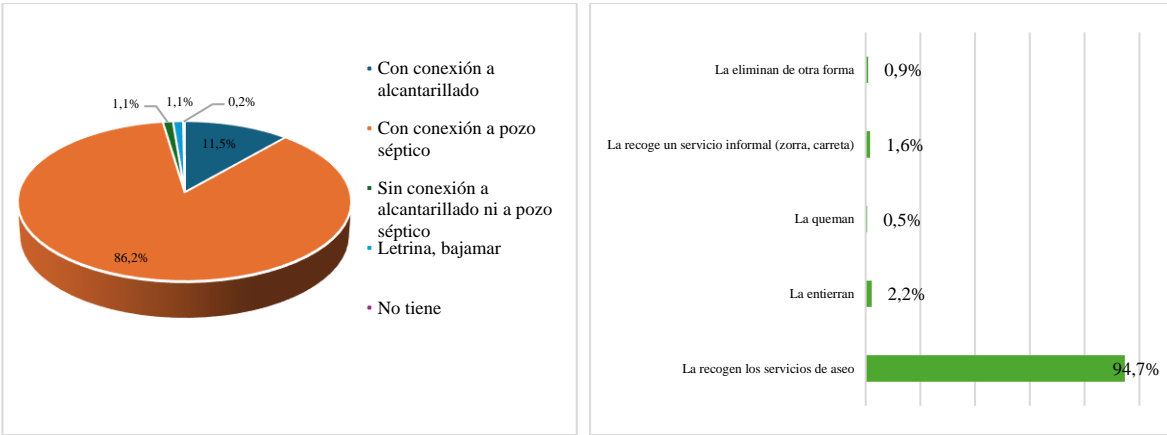 1,1%
1,1%
0,2%
11,5%
86,2%
Con conexión a
alcantarillado
Con conexión a pozo
séptico
Sin conexión a
alcantarillado ni a pozo
séptico
Letrina, bajamar
No tiene
La eliminan de otra forma
0,9%
La recoge un servicio informal (zorra, carreta)
1,6%
La queman
0,5%
La entierran
2,2%
La recogen los servicios de aseo
94,7%